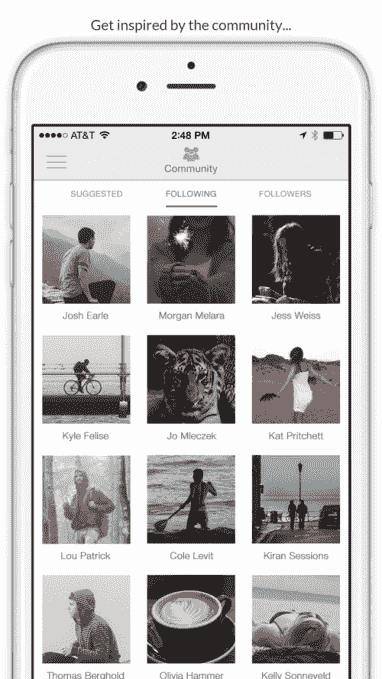 Get inspired by the community...
AT&T 2:48 PM
Community
SUGGESTED FOLLOWING FOLLOWERS
Josh Earle Morgan Melara Jess Weiss
Kyle Felise Jo Mleczek Kat Pritchett
Lou Patrick Cole Levit Kiran Sessions
Thomas Berghold Olivia Hammer Kelly Sonneveld